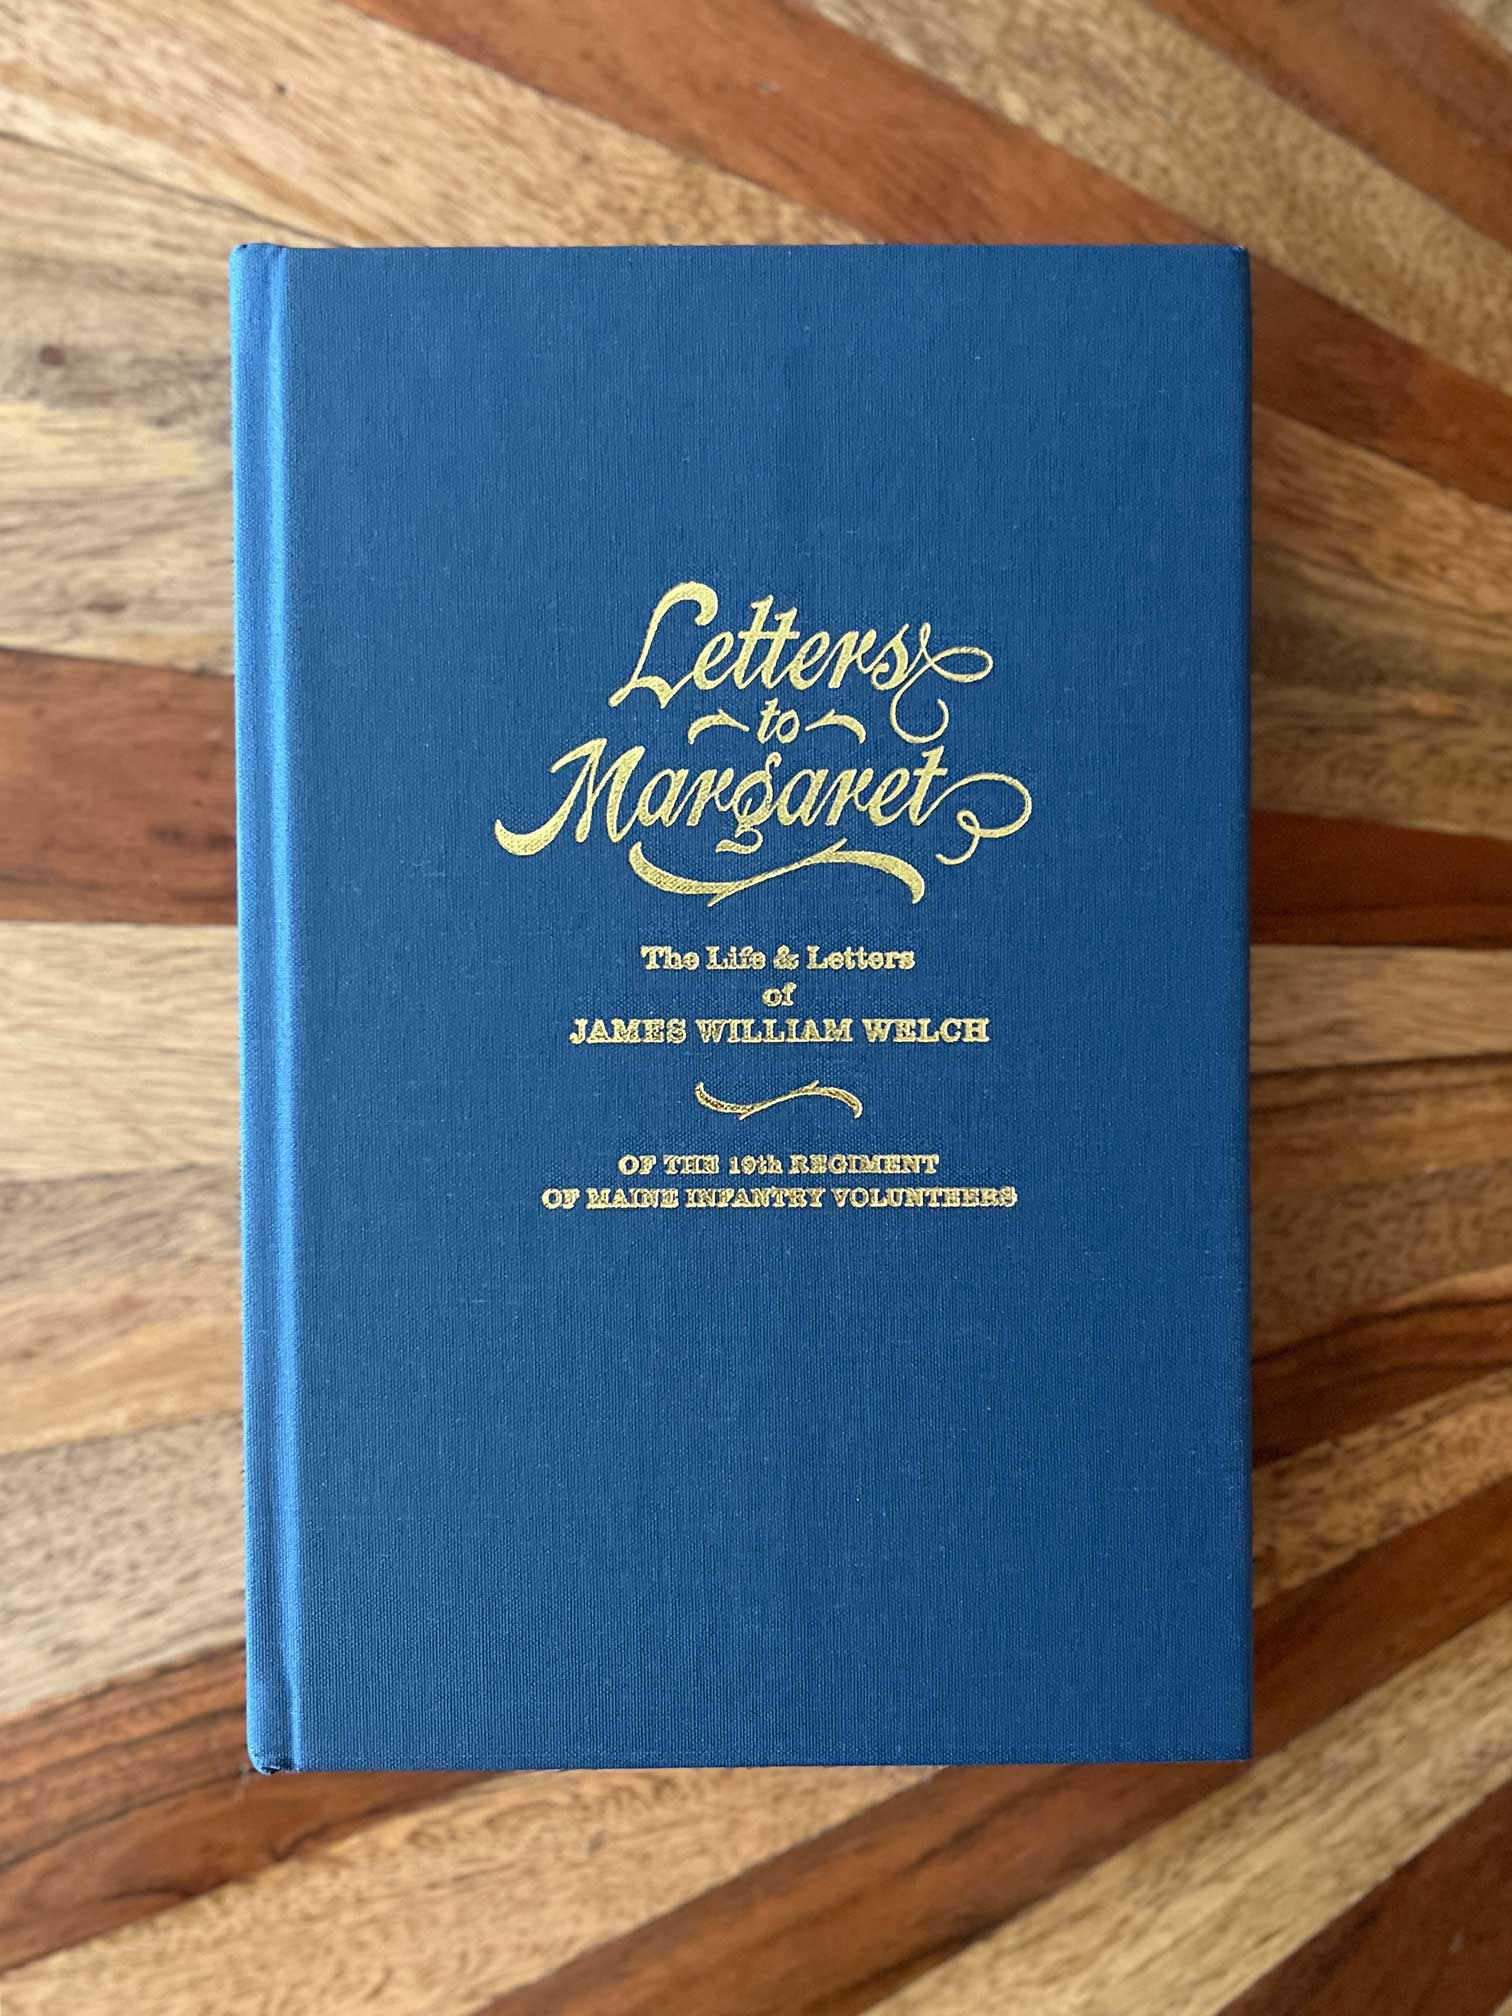 Letters
to
Margaret
The Life & Letters
of
JAMES WILLIAM WELCH
OF THE 19th REGIMENT
OF MAINE INFANTRY VOLUNTEERS